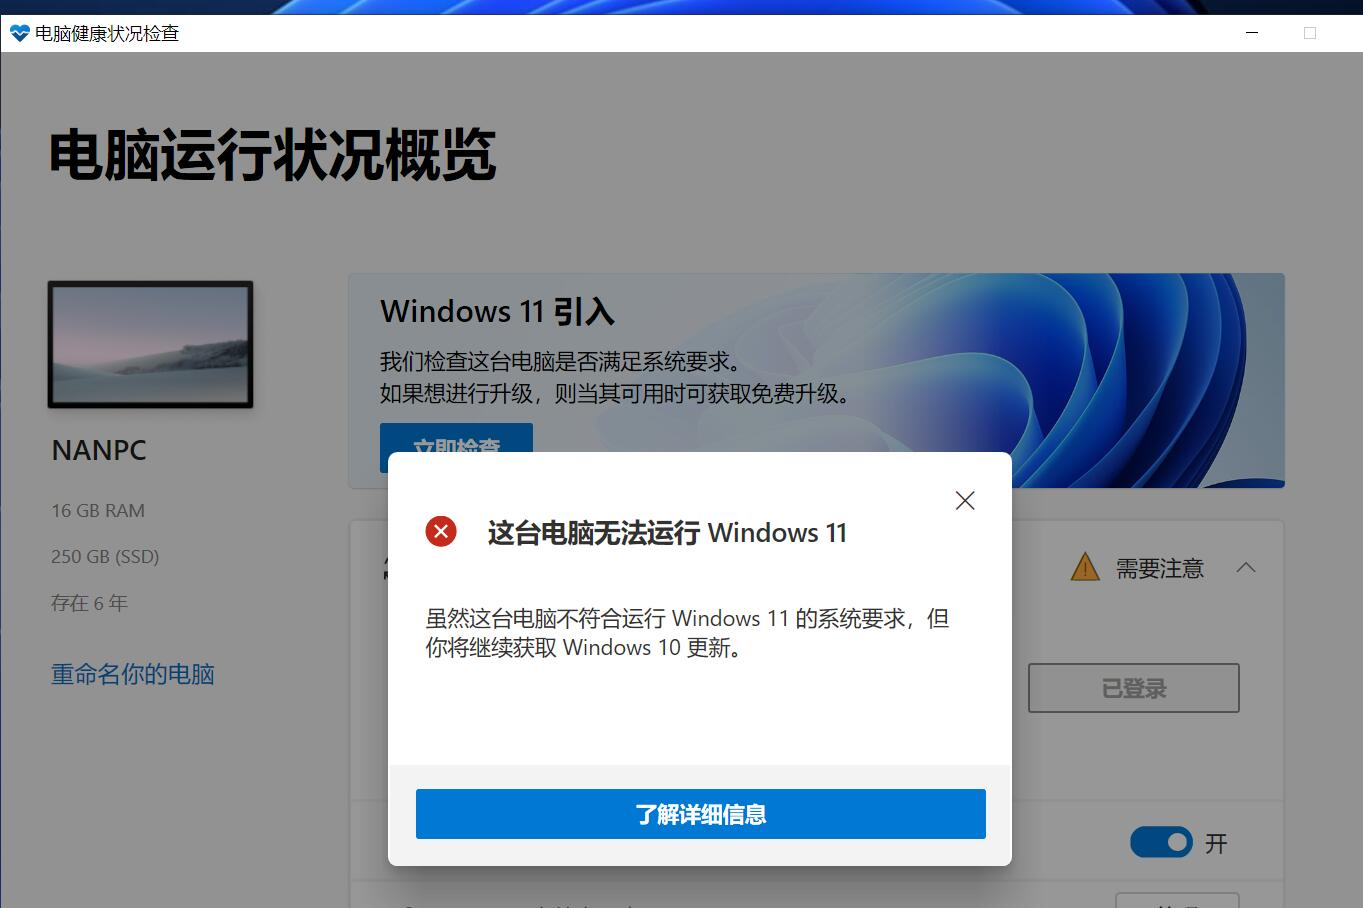 电脑健康状况检查
电脑运行状况概览
NANPC
16 GB RAM
250 GB (SSD)
存在 6 年
重命名你的电脑
Windows 11 引入
我们检查这台电脑是否满足系统要求。
如果想进行升级，则当其可用时可获取免费升级。
立即检查
这台电脑无法运行 Windows 11
虽然这台电脑不符合运行 Windows 11 的系统要求，但
你将继续获取 Windows 10 更新。
了解详细信息
需要注意
已登录
开